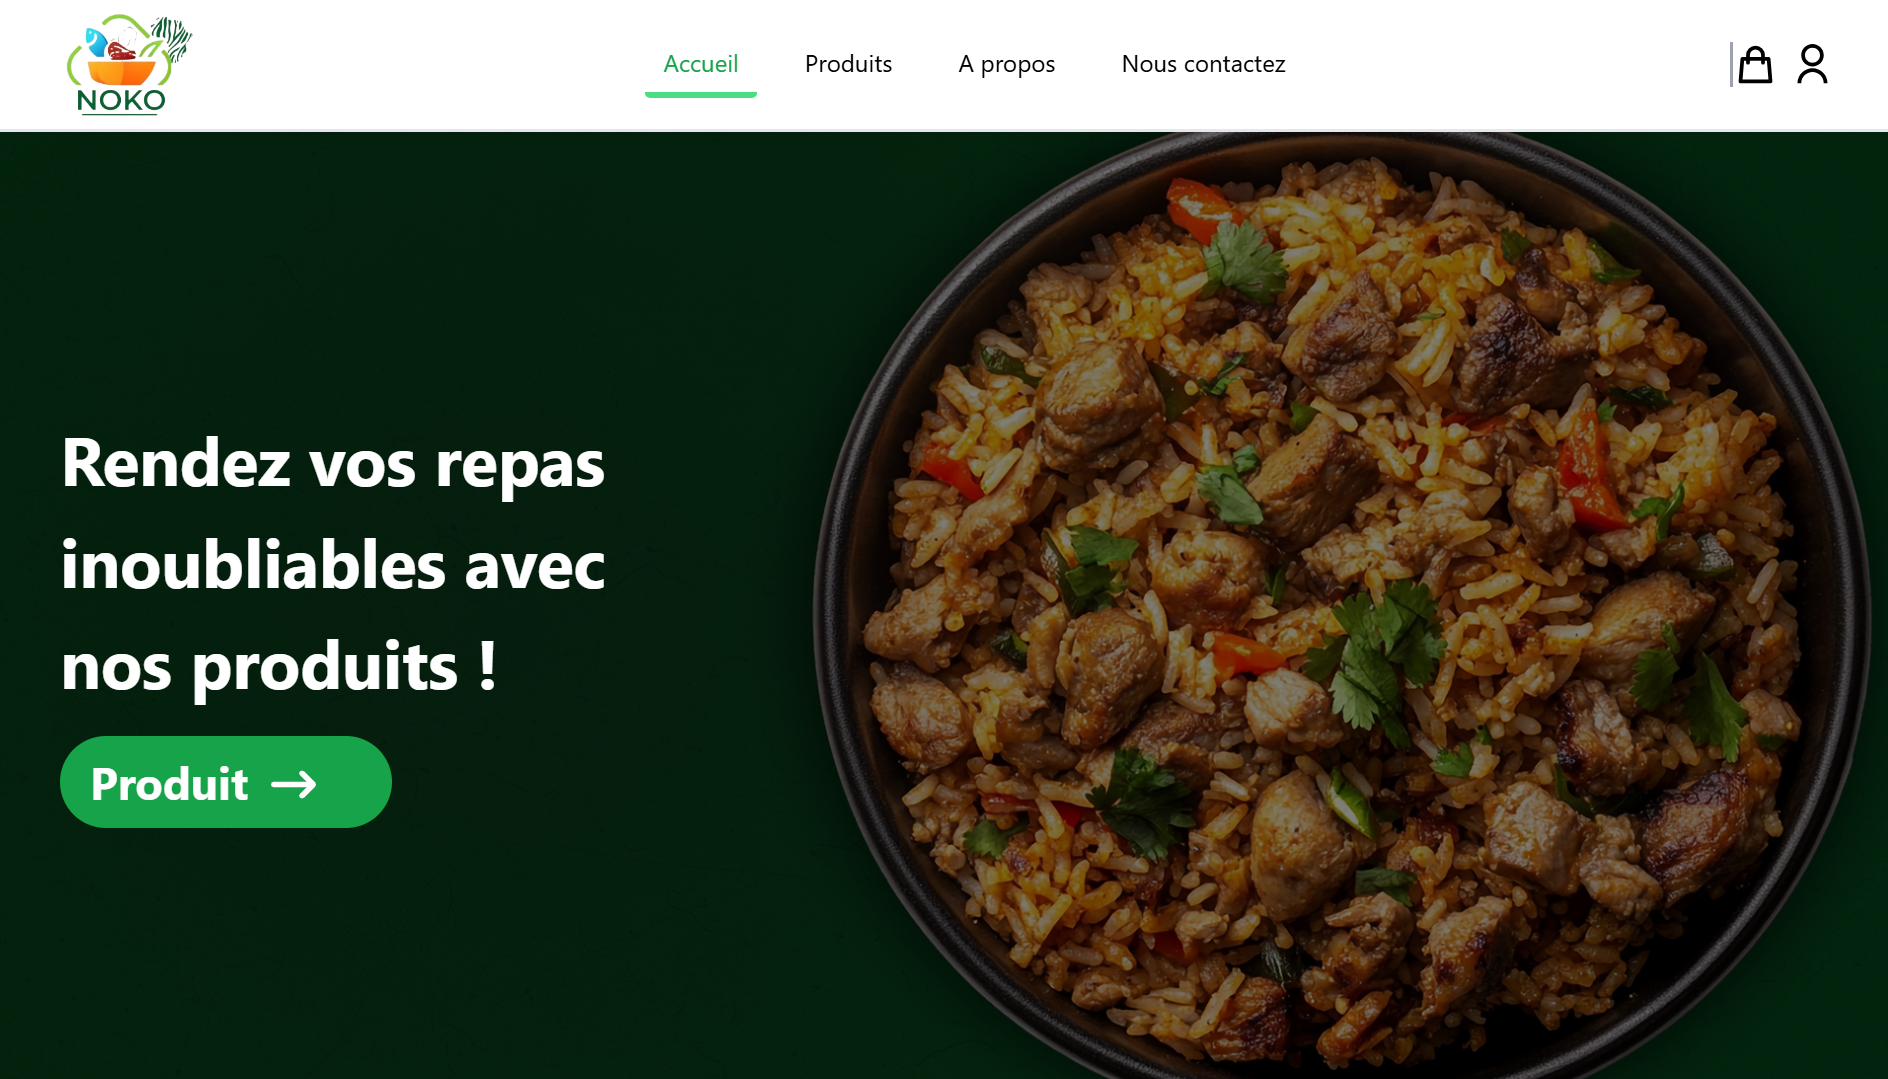 NOKO
Accueil
Produits
A propos
Nous contactez
Rendez vos repas
inoubliables avec
nos produits !
Produit